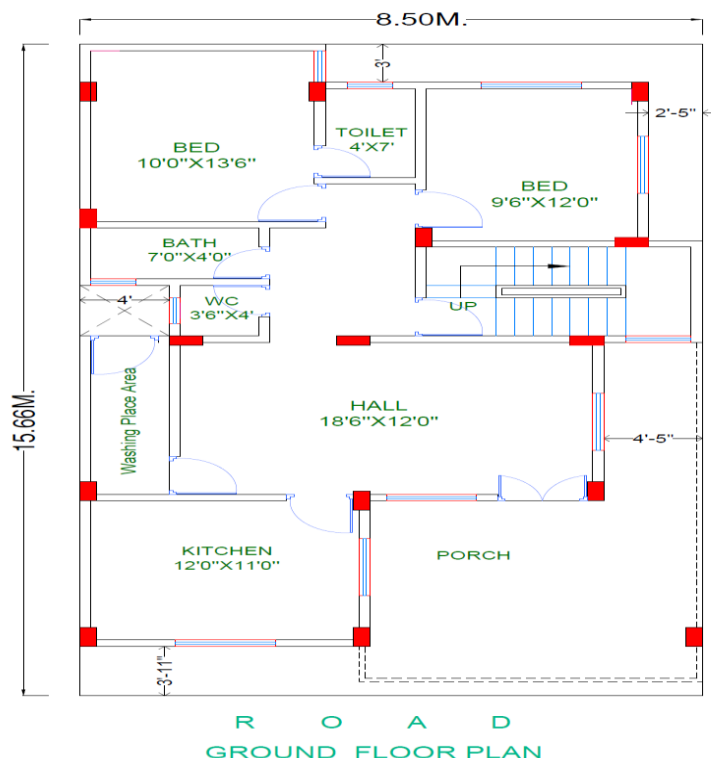 8.50M.
3'
2'-5"
TOILET
4'X7'
BED
10'0"X13'6"
BED
9'6"X12'0"
BATH
7'0"X4'0"
4'
WC
3'6"X4'
UP
15.66M.
Washing Place Area
HALL
18'6"X12'0"
4'-5"
KITCHEN
12'0"X11'0"
PORCH
3'-11"
R O A D
GROUND FLOOR PLAN